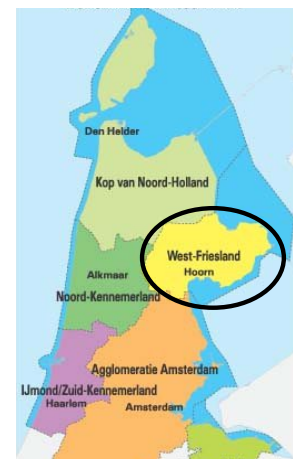 Den Helder
Kop van Noord-Holland
West-Friesland
Hoorn
Alkmaar
Noord-Kennemerland
Agglomeratie Amsterdam
IJmond/Zuid-Kennemerland
Haarlem
Amsterdam